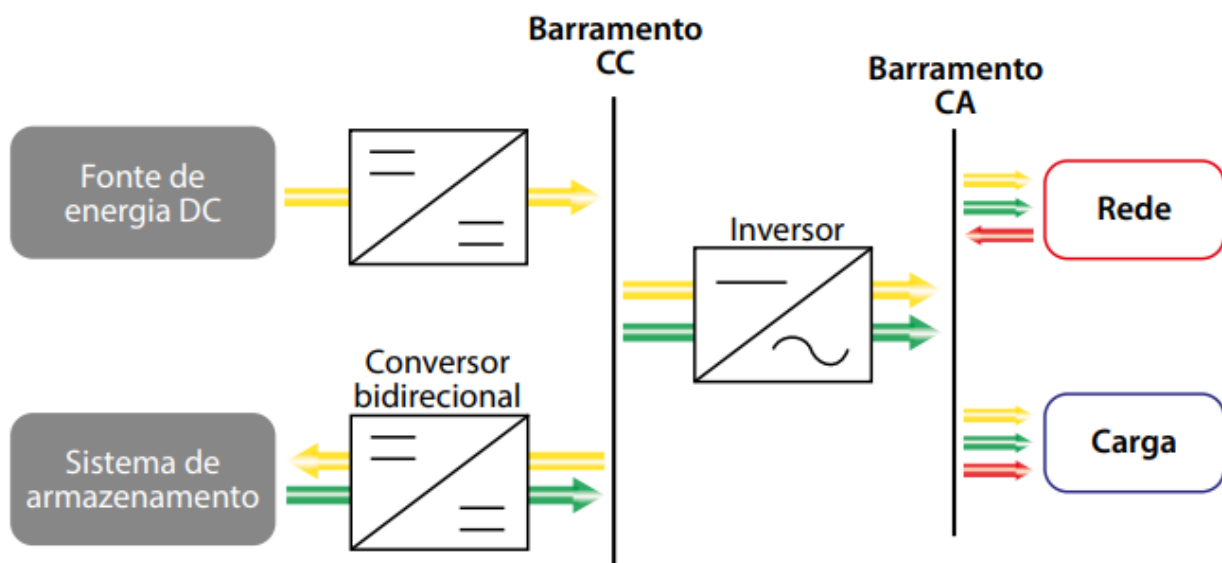 Barramento
CC
Barramento
CA
Fonte de
energia DC
Inversor
Rede
Conversor
bidirecional
Sistema de
armazenamento
Carga